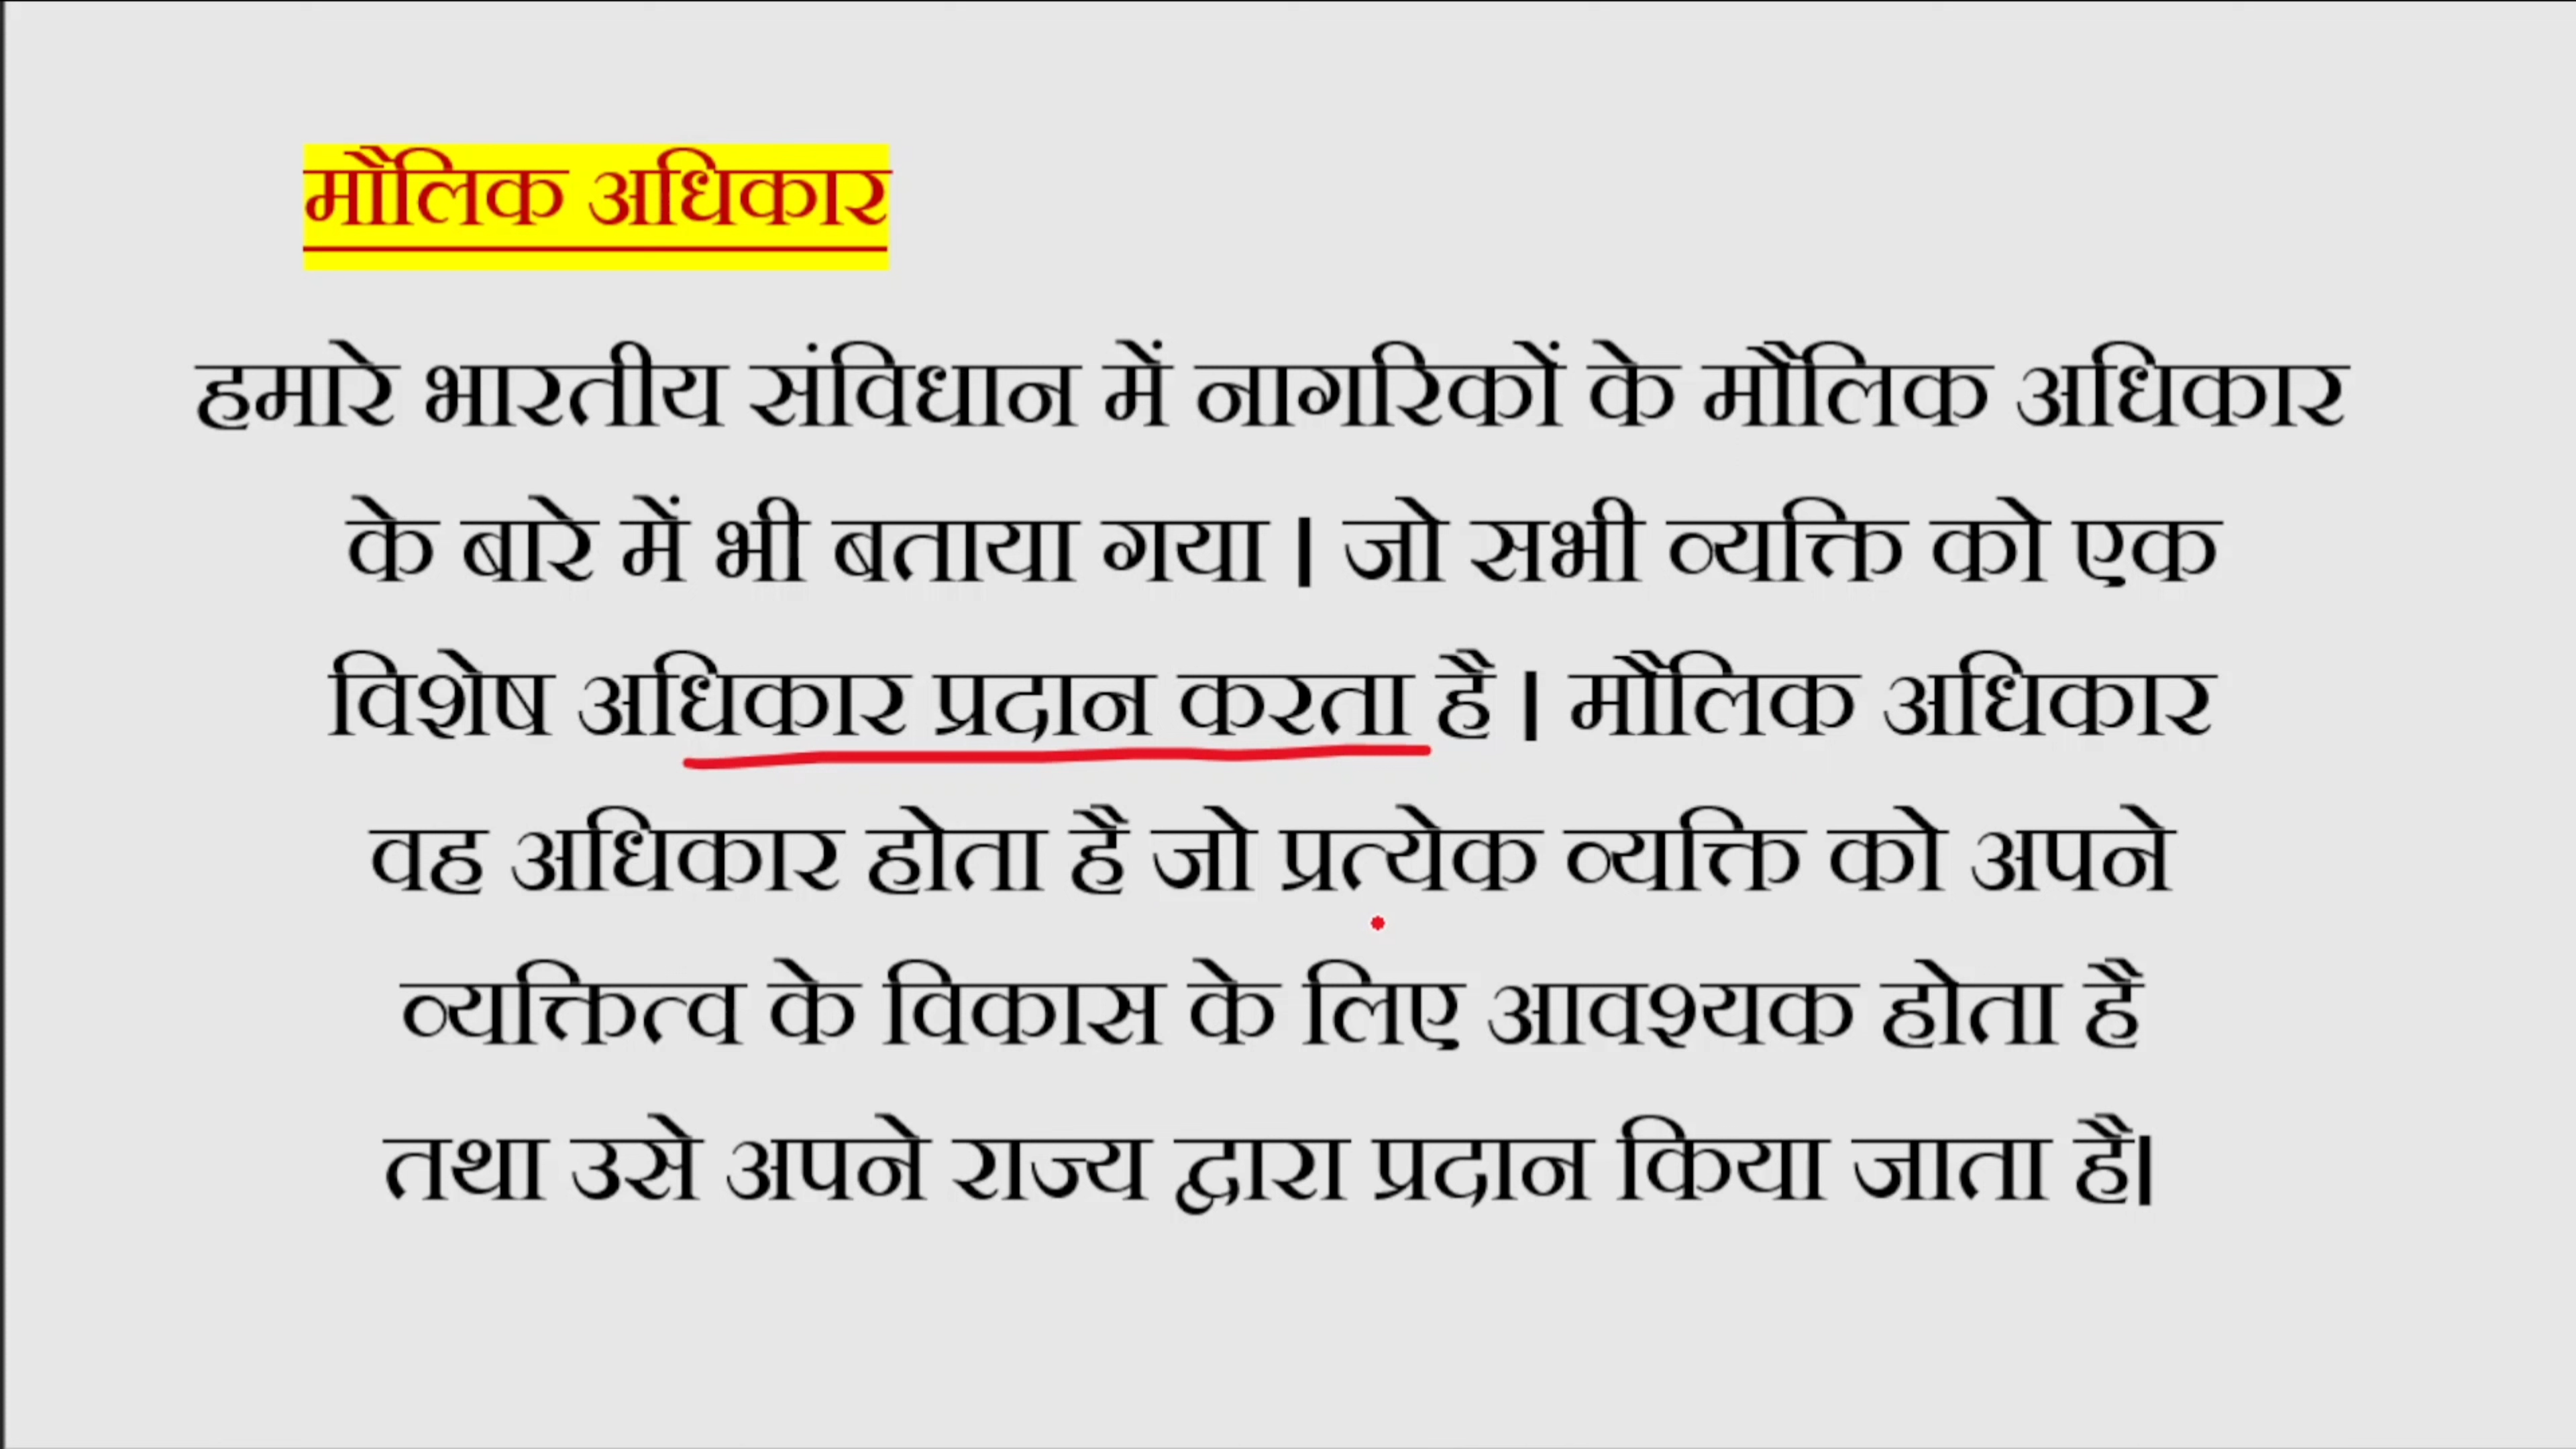 मौलिक अधिकार
हमारे भारतीय संविधान में नागरिकों के मौलिक अधिकार
के बारे में भी बताया गया । जो सभी व्यक्ति को एक
विशेष अधिकार प्रदान करता है । मौलिक अधिकार
वह अधिकार होता है जो प्रत्येक व्यक्ति को अपने
व्यक्तित्व के विकास के लिए आवश्यक होता है
तथा उसे अपने राज्य द्वारा प्रदान किया जाता है।